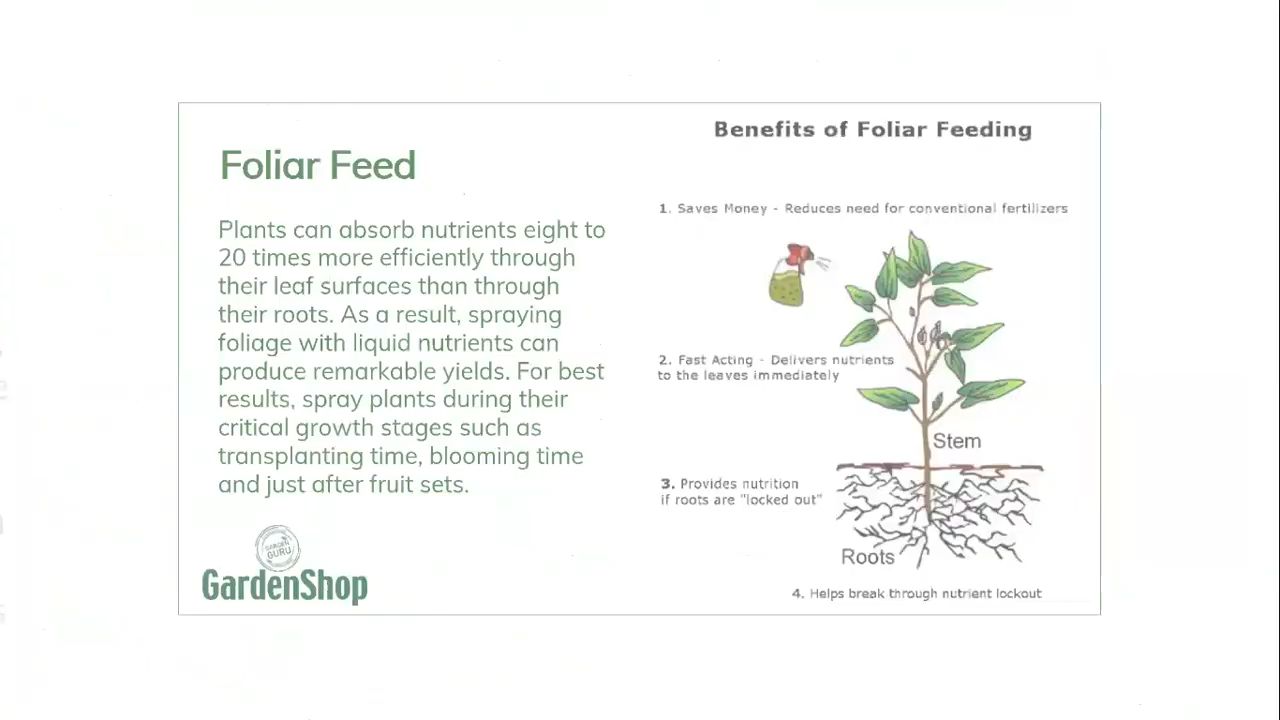 Foliar Feed
Plants can absorb nutrients eight to
20 times more efficiently through
their leaf surfaces than through
their roots. As a result, spraying
foliage with liquid nutrients can
produce remarkable yields. For best
results, spray plants during their
critical growth stages such as
transplanting time, blooming time
and just after fruit sets.
GARDEN
GURU
GardenShop
Benefits of Foliar Feeding
1. Saves Money - Reduces need for conventional fertilizers
2. Fast Acting - Delivers nutrients
to the leaves immediately
Stem
3. Provides nutrition
if roots are "locked out"
Roots
4. Helps break through nutrient lockout